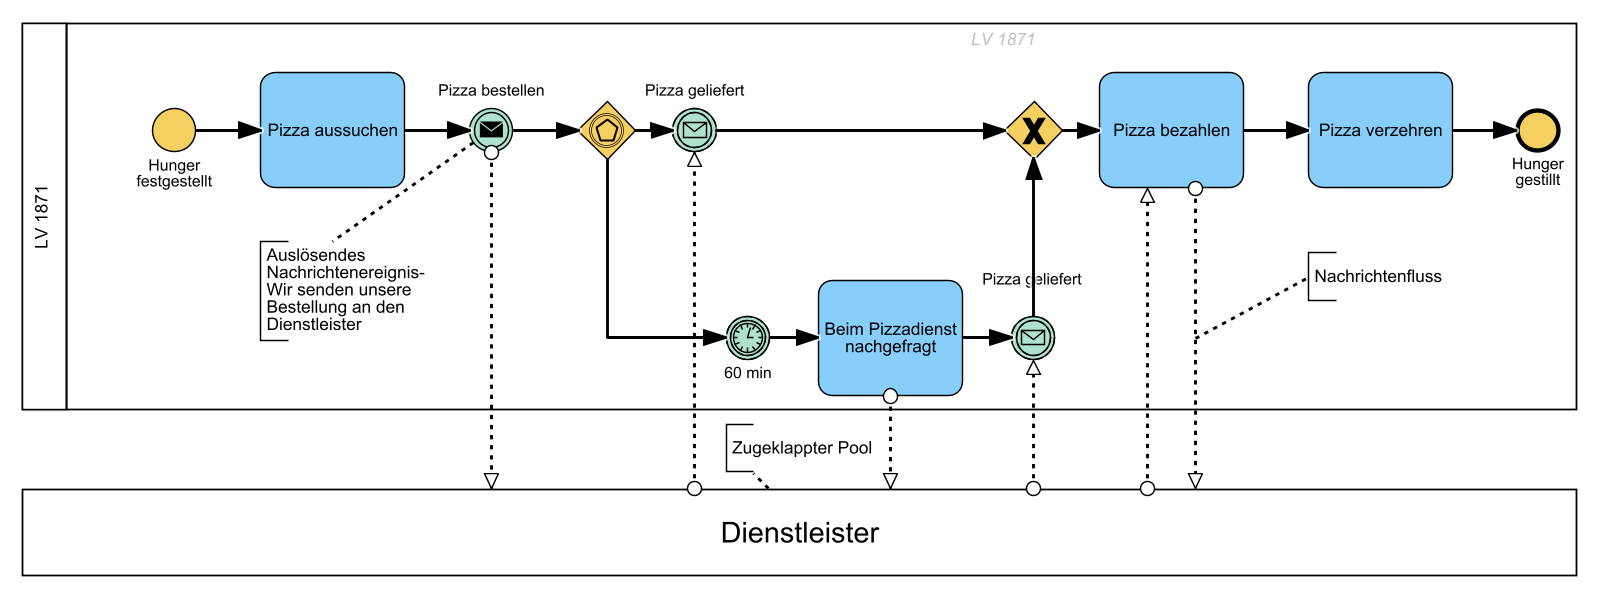 LV 1871
LV 1871
Pizza bestellen
Pizza geliefert
Pizza aussuchen
Pizza bezahlen
Pizza verzehren
Hunger
festgestellt
Hunger
gestillt
Auslösendes
Nachrichtenereignis-
Wir senden unsere
Bestellung an den
Dienstleister
Pizza geliefert
Nachrichtenfluss
Beim Pizzadienst
nachgefragt
60 min
Zugeklappter Pool
Dienstleister